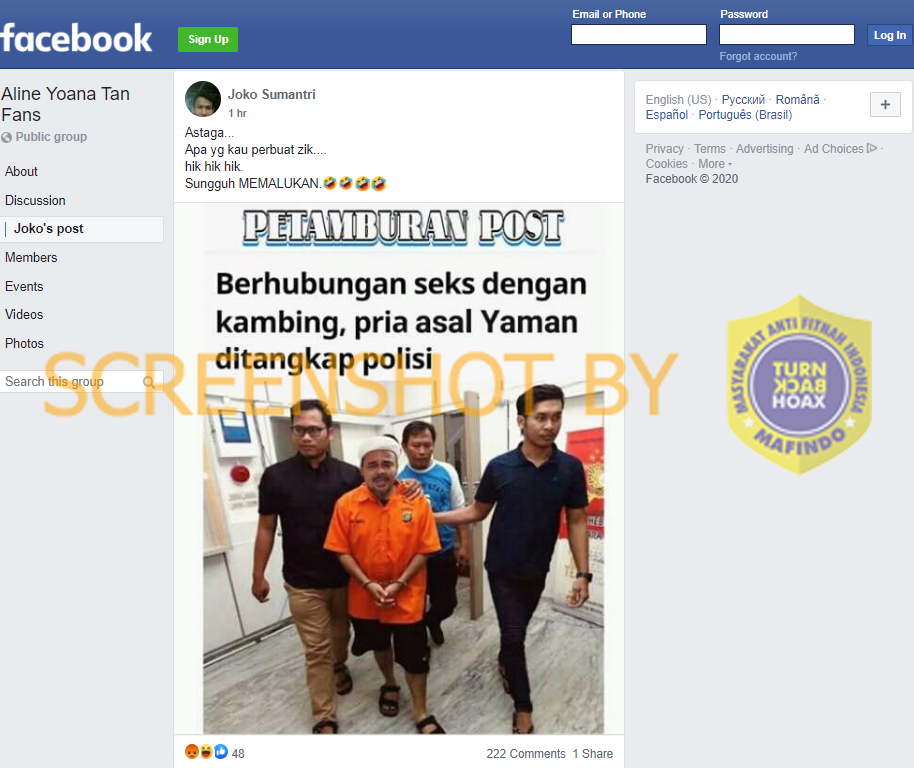 facebook
Sign Up
Email or Phone
Password
Log In
Forgot account?
Aline Yoana Tan
Fans
Public group
About
Discussion
Joko's post
Members
Events
Videos
Photos
Search this group
Joko Sumantri
1 hr
Astaga...
Apa yg kau perbuat zik....
hik hik hik.
Sungguh MEMALUKAN.🤣🤣🤣🤣
PETAMBURAN POST
Berhubungan seks dengan
kambing, pria asal Yaman
ditangkap polisi
SCREENSHOT BY
48
222 Comments 1 Share
English (US) · Русский · Română ·
Español · Português (Brasil)
+
Privacy · Terms · Advertising · Ad Choices ·
Cookies · More
Facebook © 2020
MASYARAKAT ANTI FITNAH INDONESIA
TURN
BACK
HOAX
MAFINDO